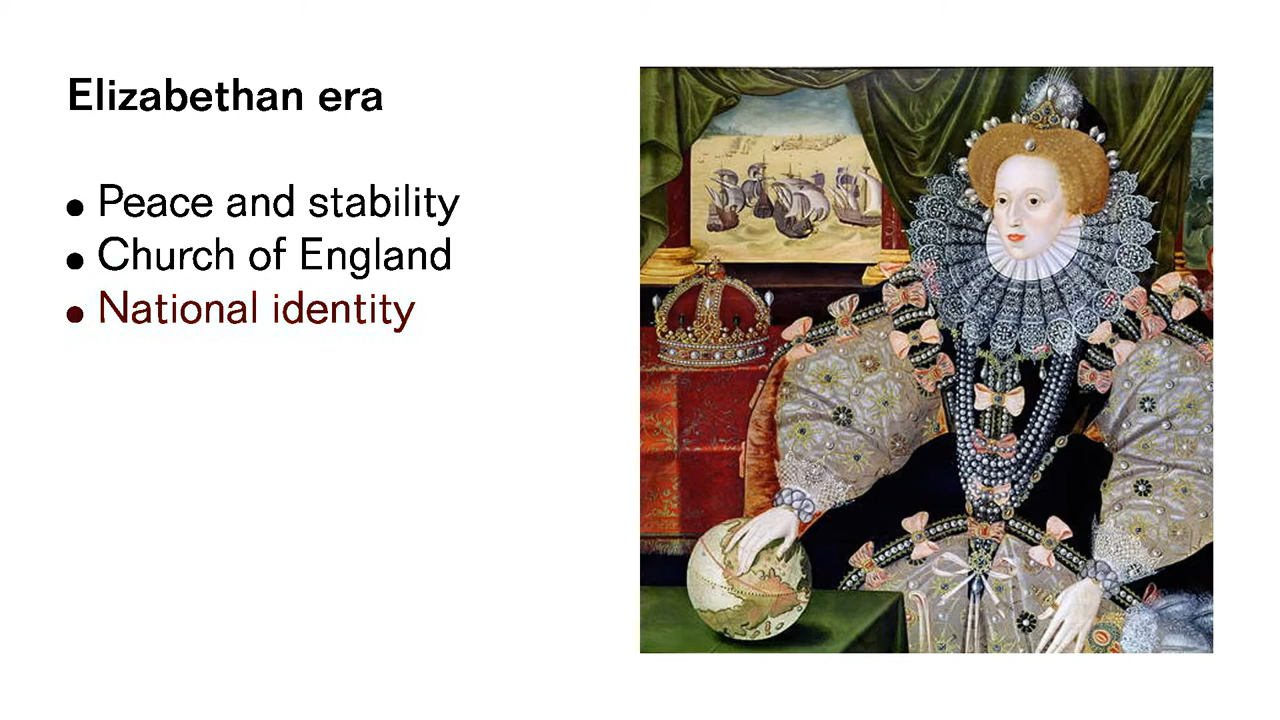 Elizabethan era
• Peace and stability
• Church of England
• National identity